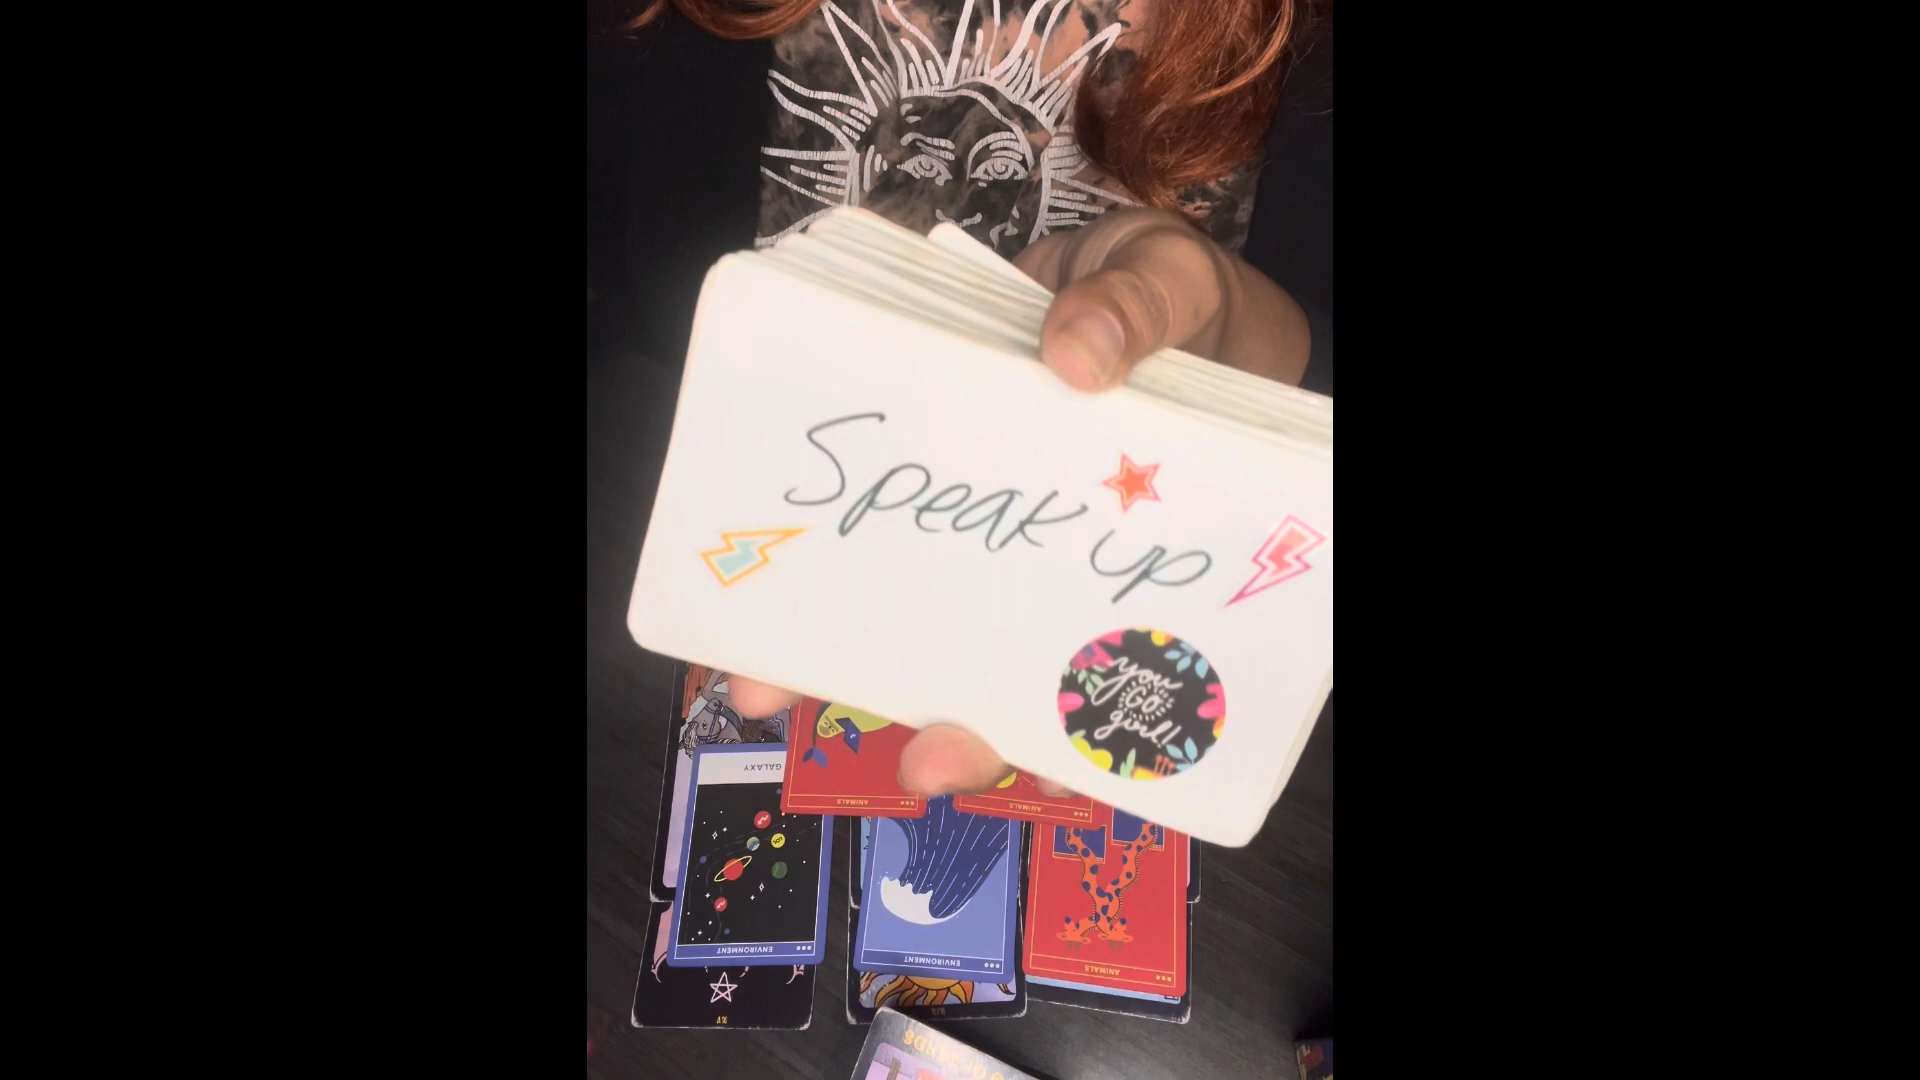 Speak up
you
Go
girl!
GALAXY
ANIMALS
ANIMALS
ENVIRONMENT
ENVIRONMENT
ANIMALS